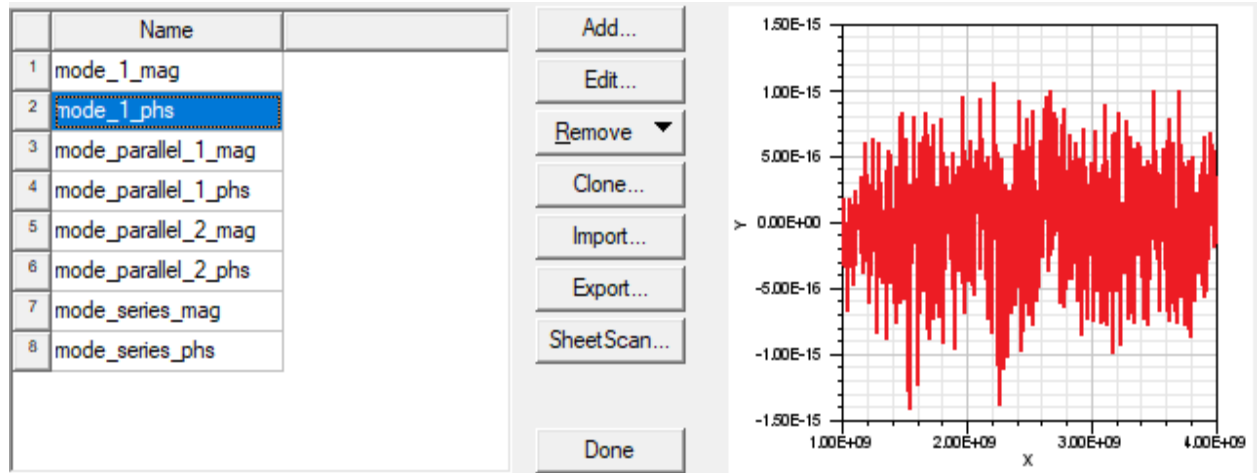 Name
1 mode_1_mag
2 mode_1_phs
3 mode_parallel_1_mag
4 mode_parallel_1_phs
5 mode_parallel_2_mag
6 mode_parallel_2_phs
7 mode_series_mag
8 mode_series_phs
Add...
Edit...
Remove
Clone...
Import...
Export...
SheetScan...
Done
1.50E-15
1.00E-15
5.00E-16
Y 0.00E+00
-5.00E-16
-1.00E-15
-1.50E-15
1.00E+09 2.00E+09 3.00E+09 4.00E+09
X